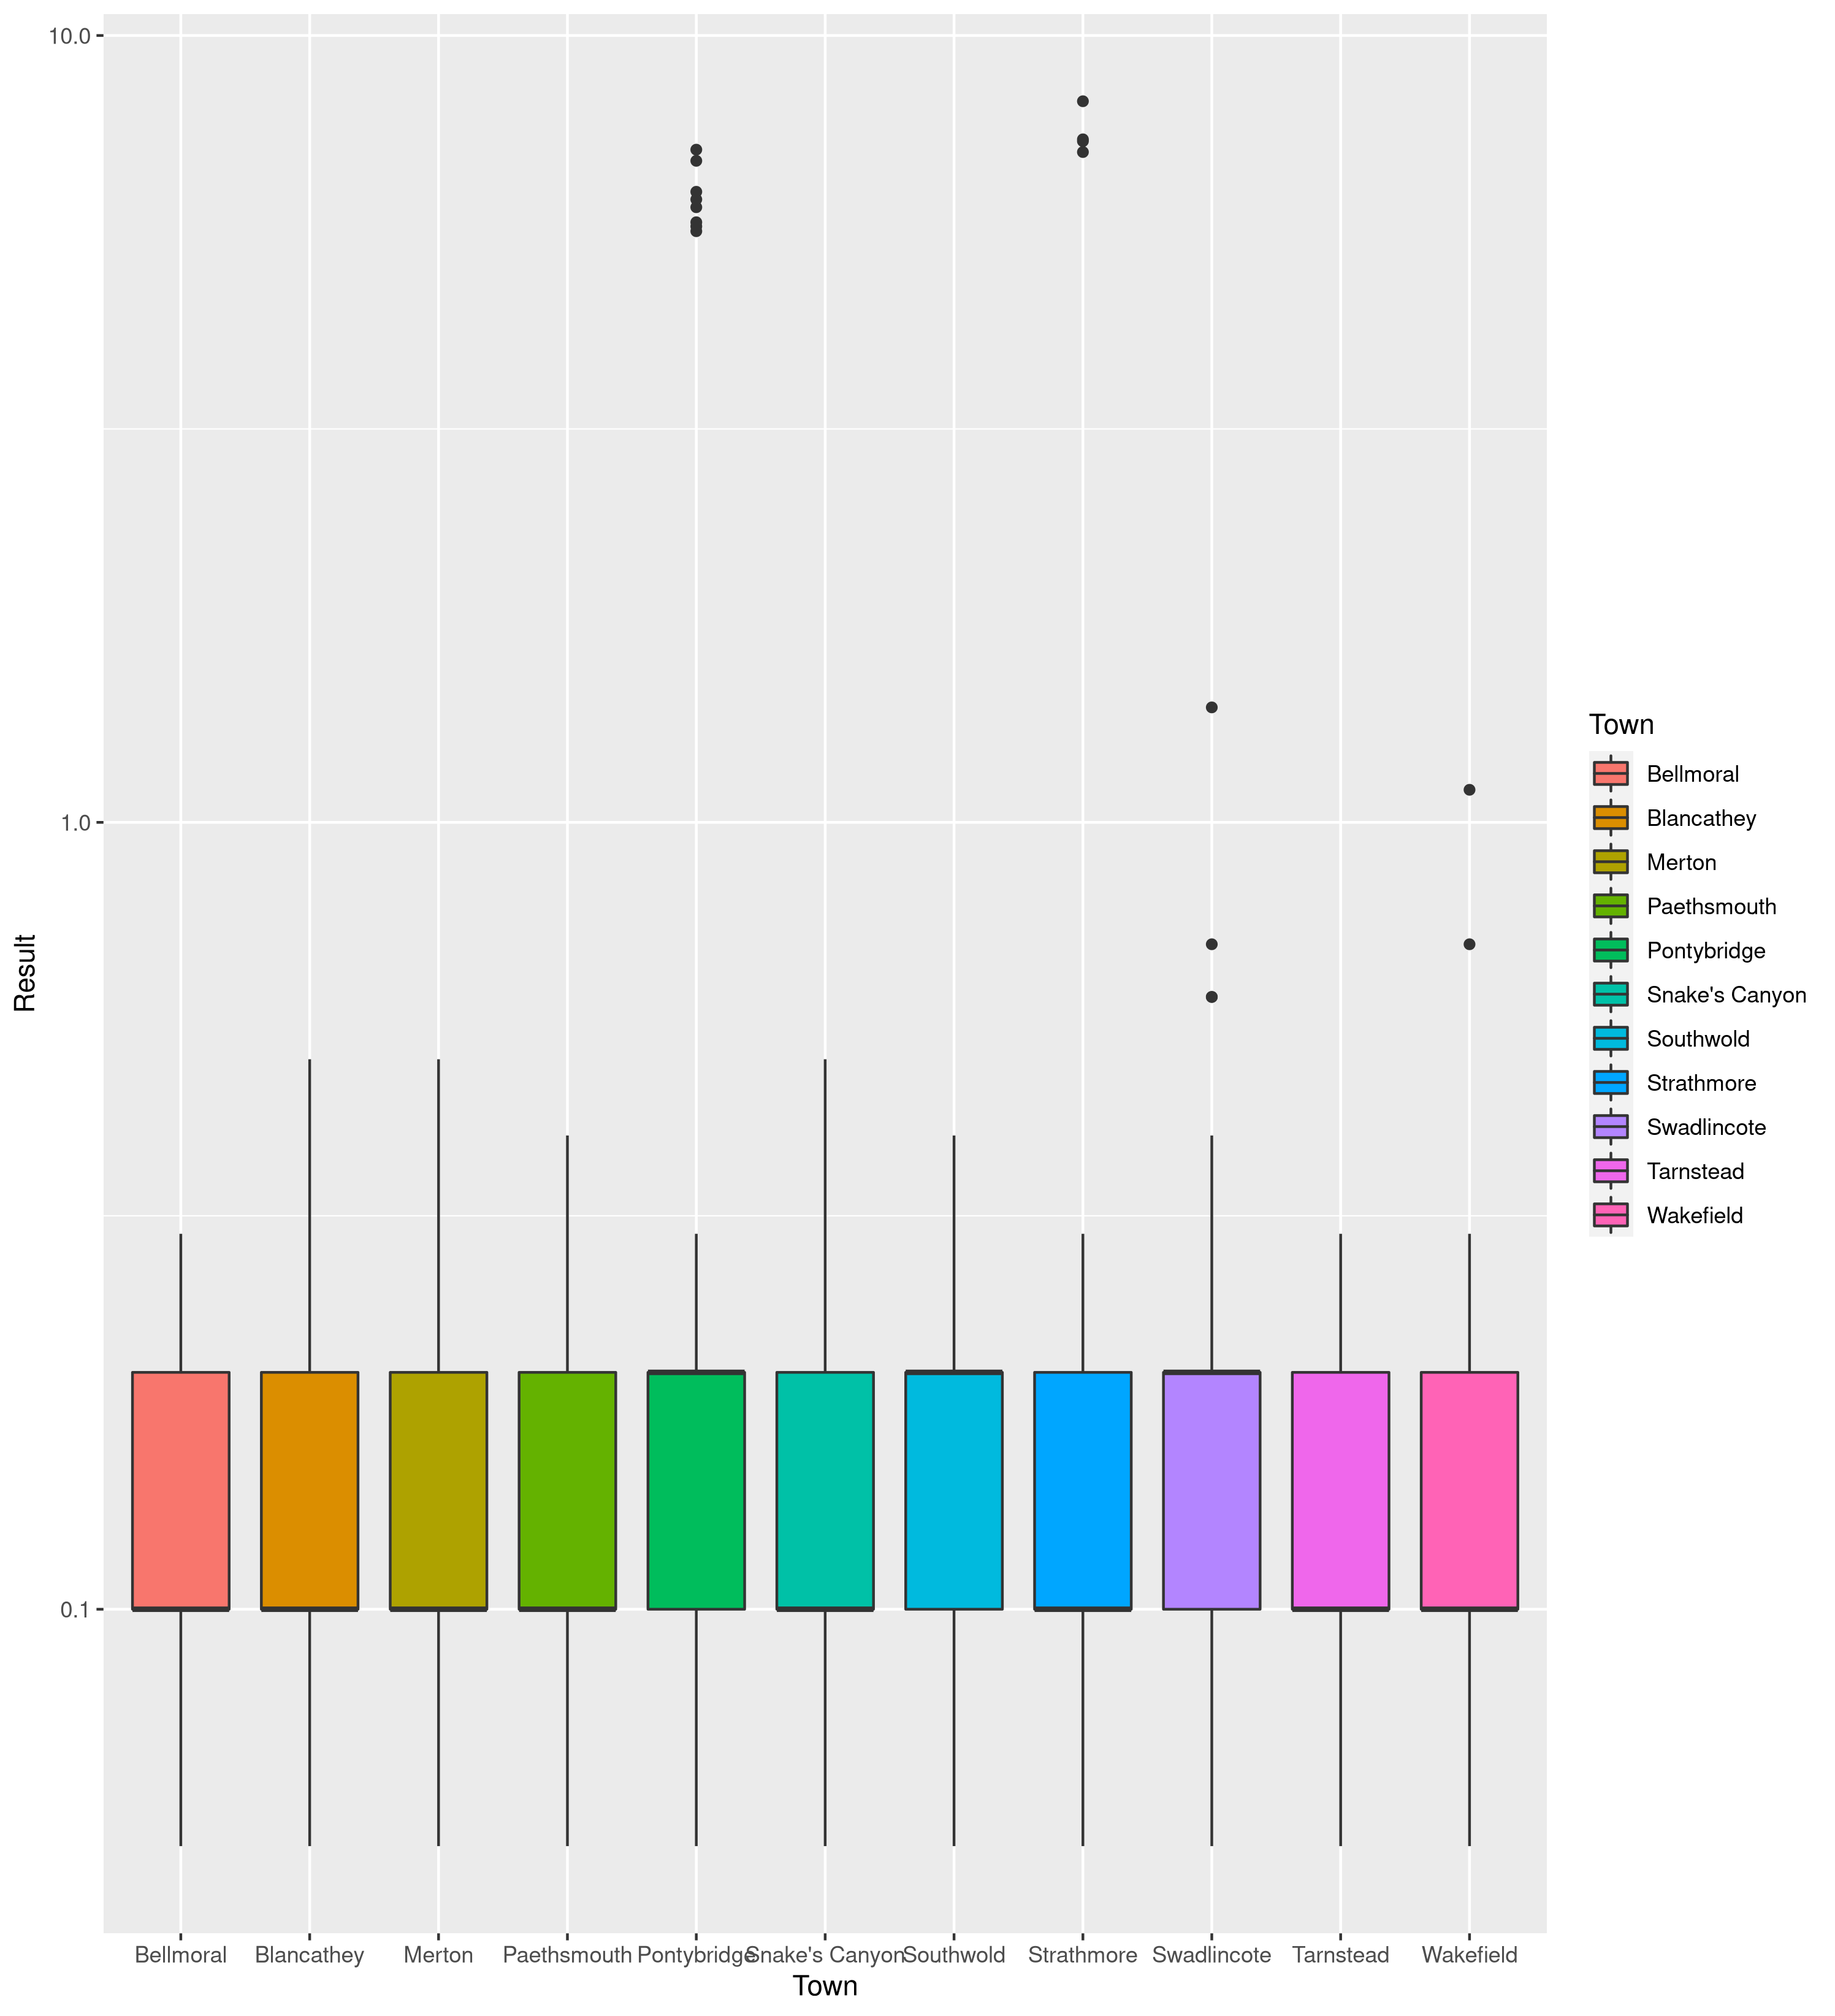 10.0
1.0
0.1
Result
Bellmoral
Blancathey
Merton
Paethsmouth
Pontybridge
Snake's Canyon
Southwold
Strathmore
Swadlincote
Tarnstead
Wakefield
Town
Town
Bellmoral
Blancathey
Merton
Paethsmouth
Pontybridge
Snake's Canyon
Southwold
Strathmore
Swadlincote
Tarnstead
Wakefield